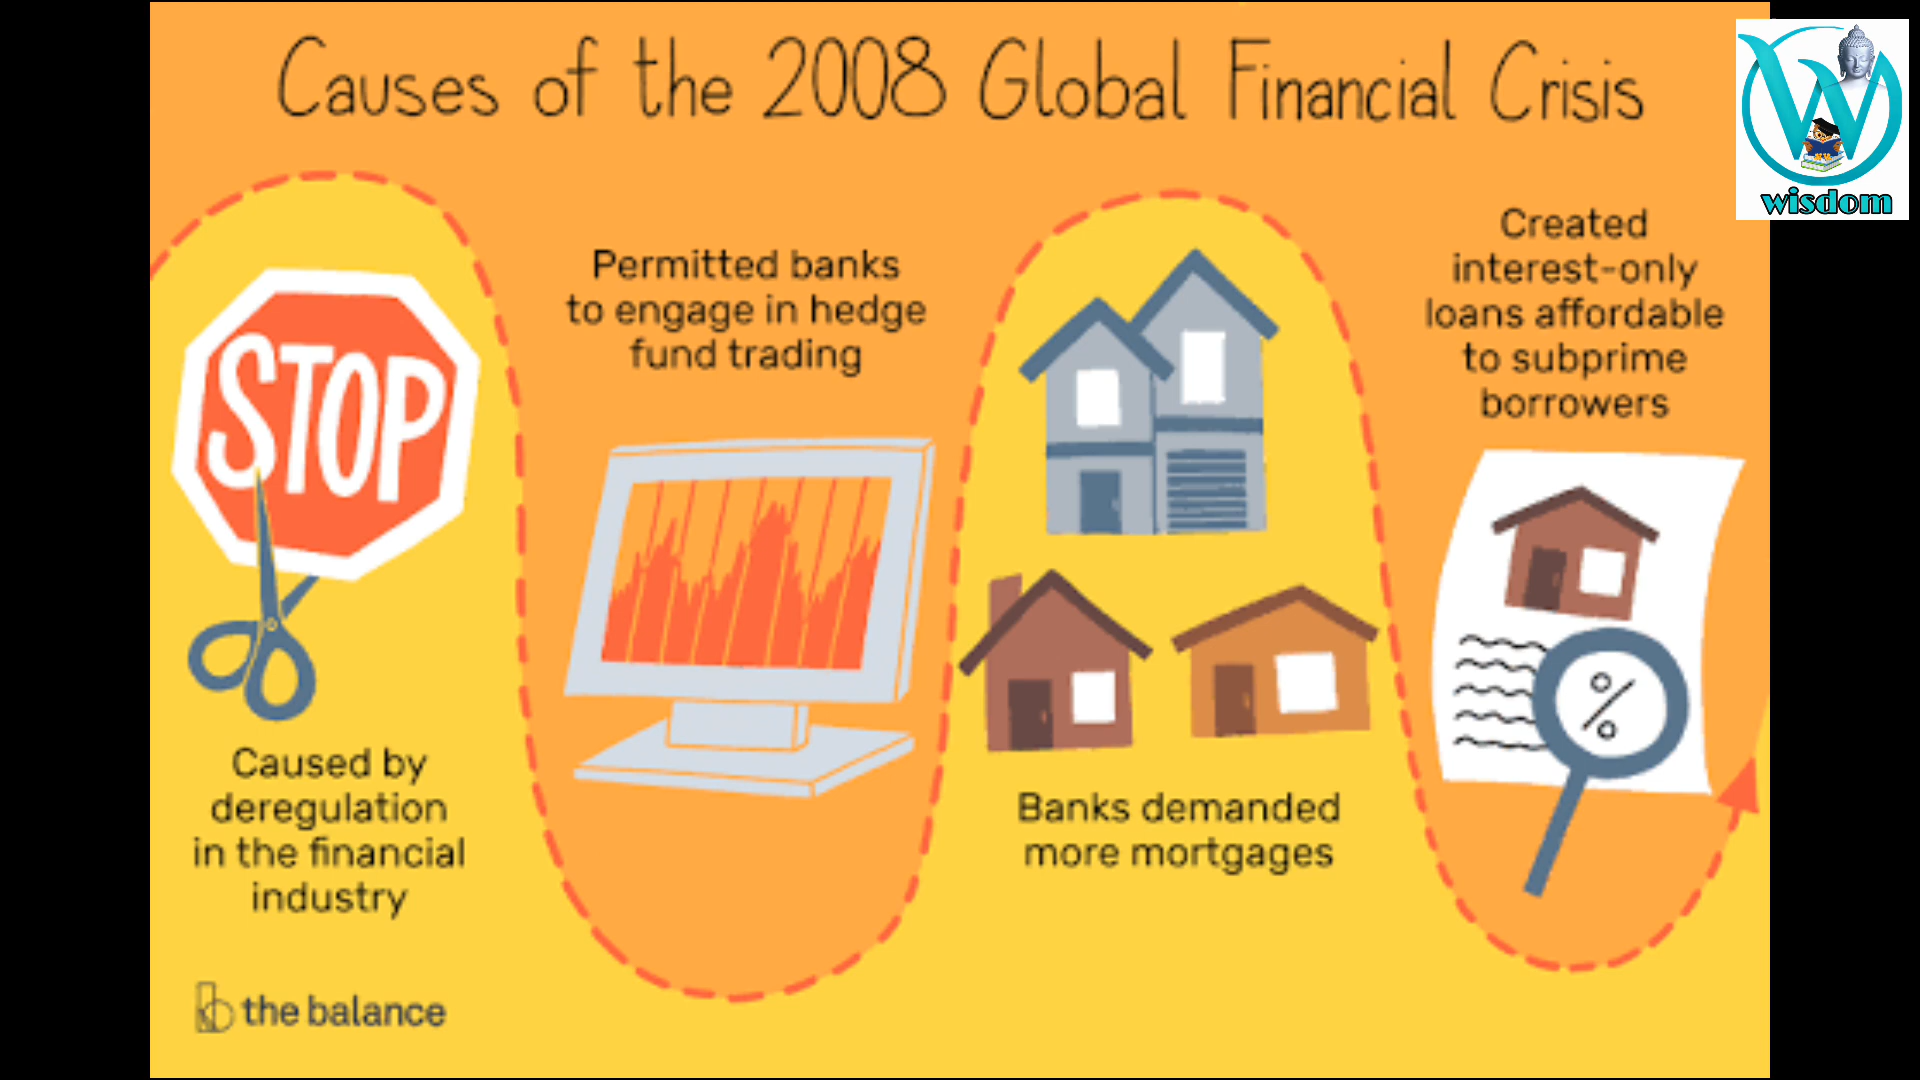 Causes of the 2008 Global Financial Crisis
wisdom
STOP
Caused by
deregulation
in the financial
industry
Permitted banks
to engage in hedge
fund trading
Banks demanded
more mortgages
Created
interest-only
loans affordable
to subprime
borrowers
%
the balance